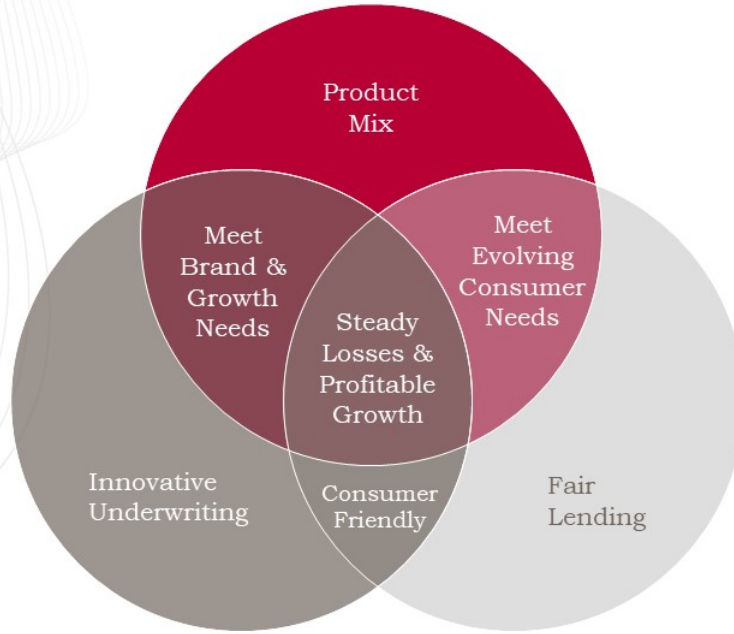 Product
Mix
Meet
Brand &
Growth
Needs
Meet
Evolving
Consumer
Needs
Steady
Losses &
Profitable
Growth
Innovative
Underwriting
Consumer
Friendly
Fair
Lending